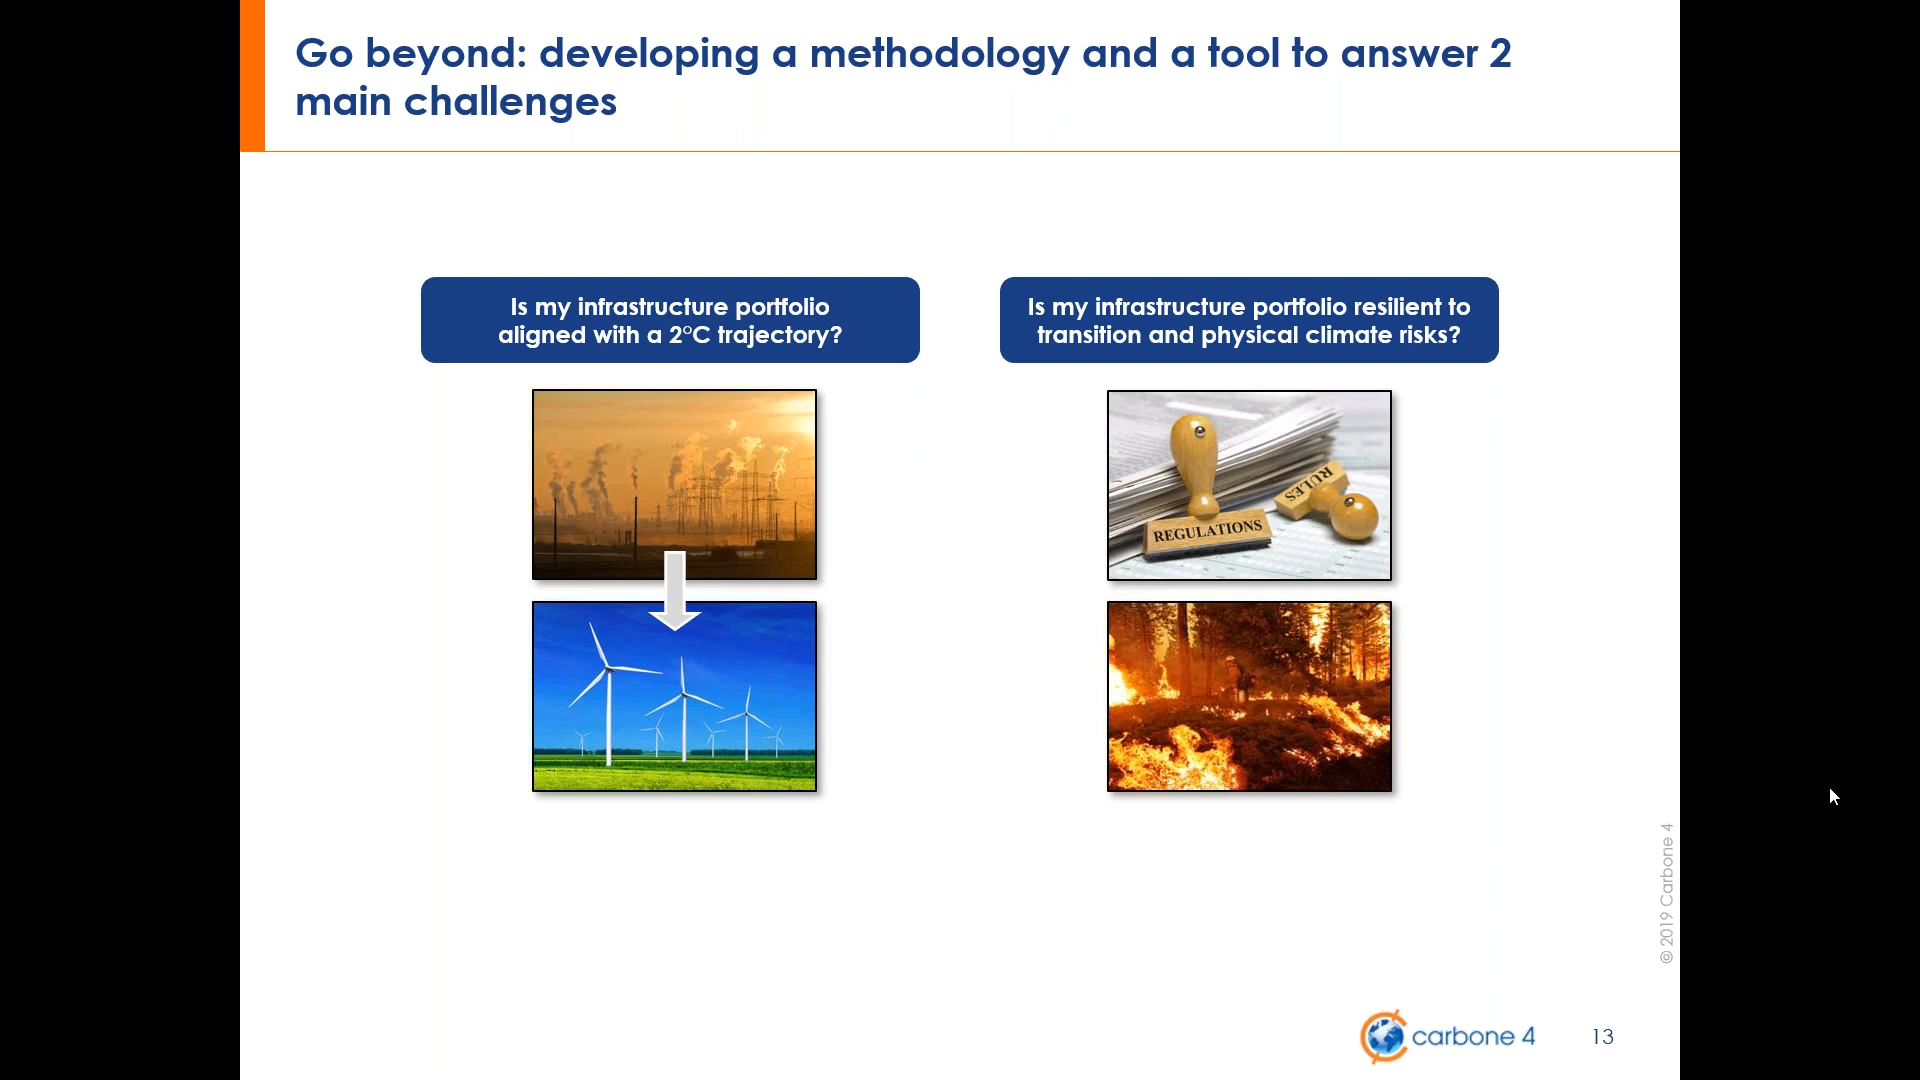 Go beyond: developing a methodology and a tool to answer 2
main challenges
Is my infrastructure portfolio
aligned with a 2°C trajectory?
Is my infrastructure portfolio resilient to
transition and physical climate risks?
RULES
REGULATIONS
© 2019 Carbone 4
carbone 4
13